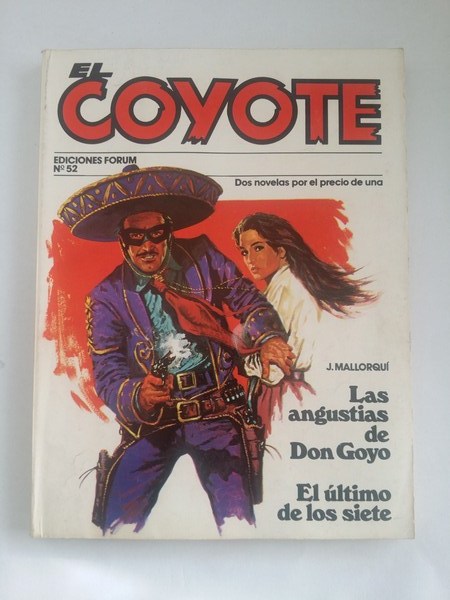 EL
COYOTE
EDICIONES FORUM
Nº 52
Dos novelas por el precio de una
J. MALLORQUÍ
Las
angustias
de
Don Goyo
El último
de los siete